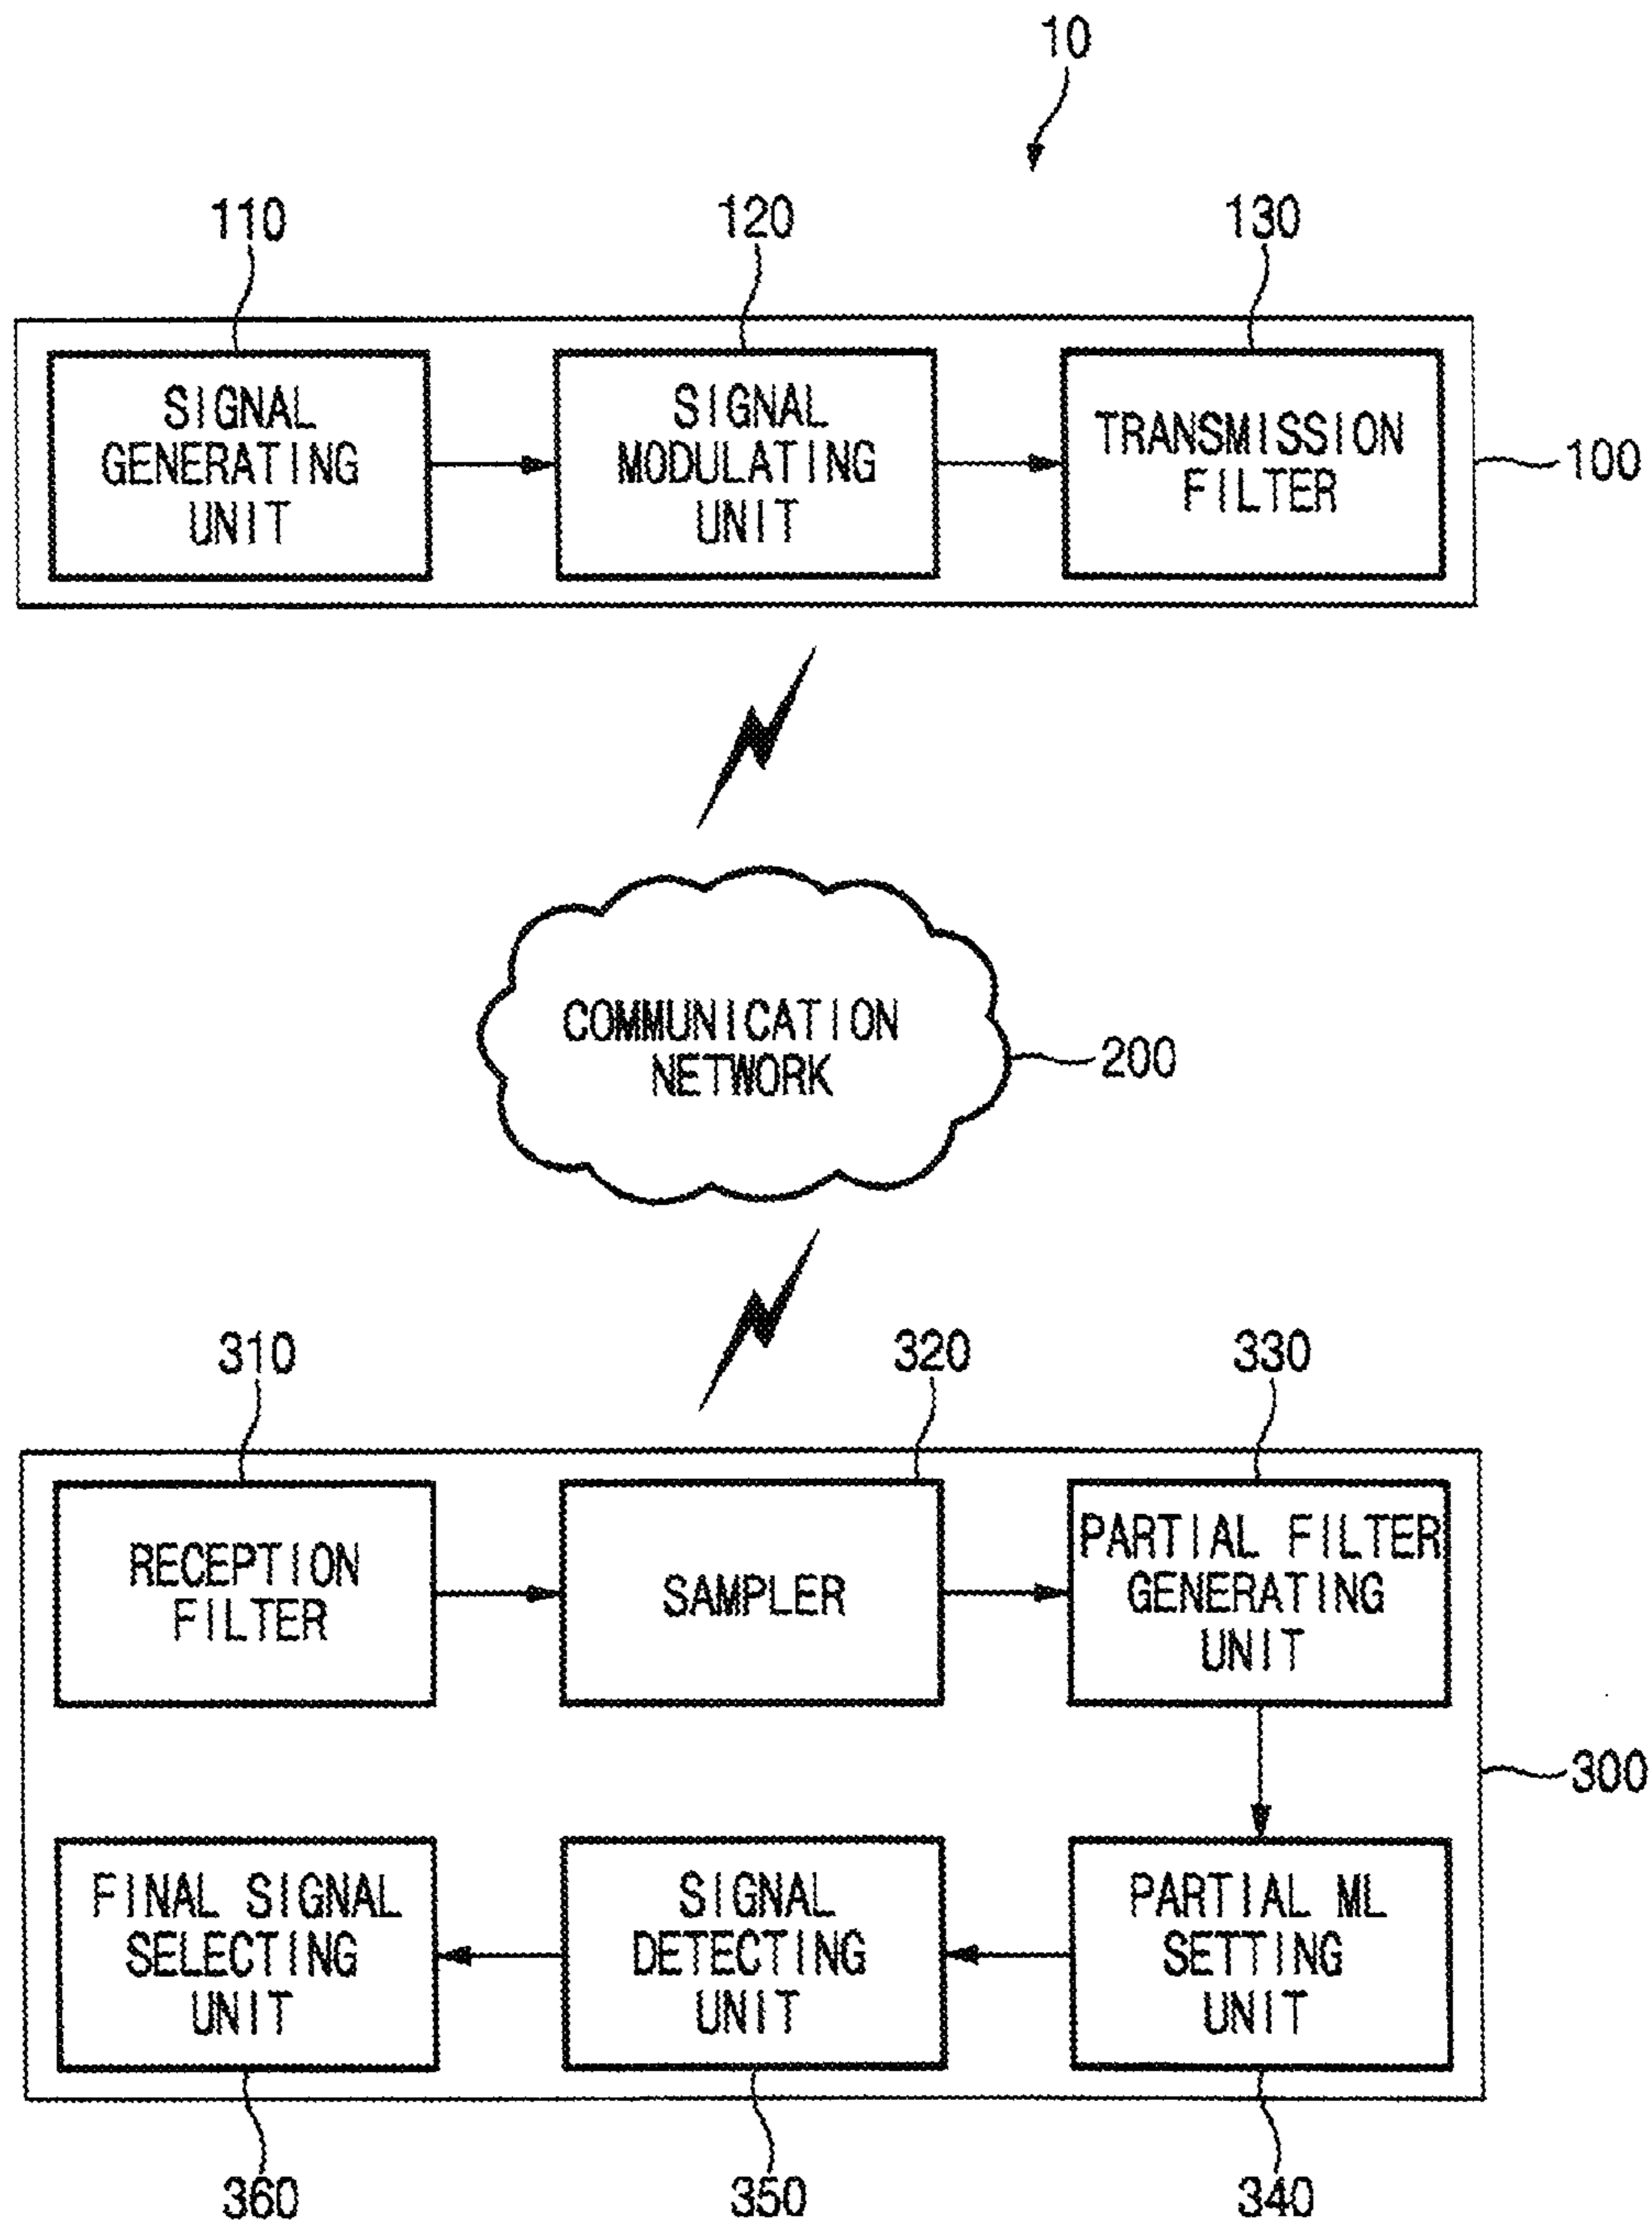 10
110
120
130
SIGNAL
GENERATING
UNIT
SIGNAL
MODULATING
UNIT
TRANSMISSION
FILTER
100
COMMUNICATION
NETWORK
200
310
320
330
RECEPTION
FILTER
SAMPLER
PARTIAL FILTER
GENERATING
UNIT
300
FINAL SIGNAL
SELECTING
UNIT
SIGNAL
DETECTING
UNIT
PARTIAL ML
SETTING
UNIT
360
350
340